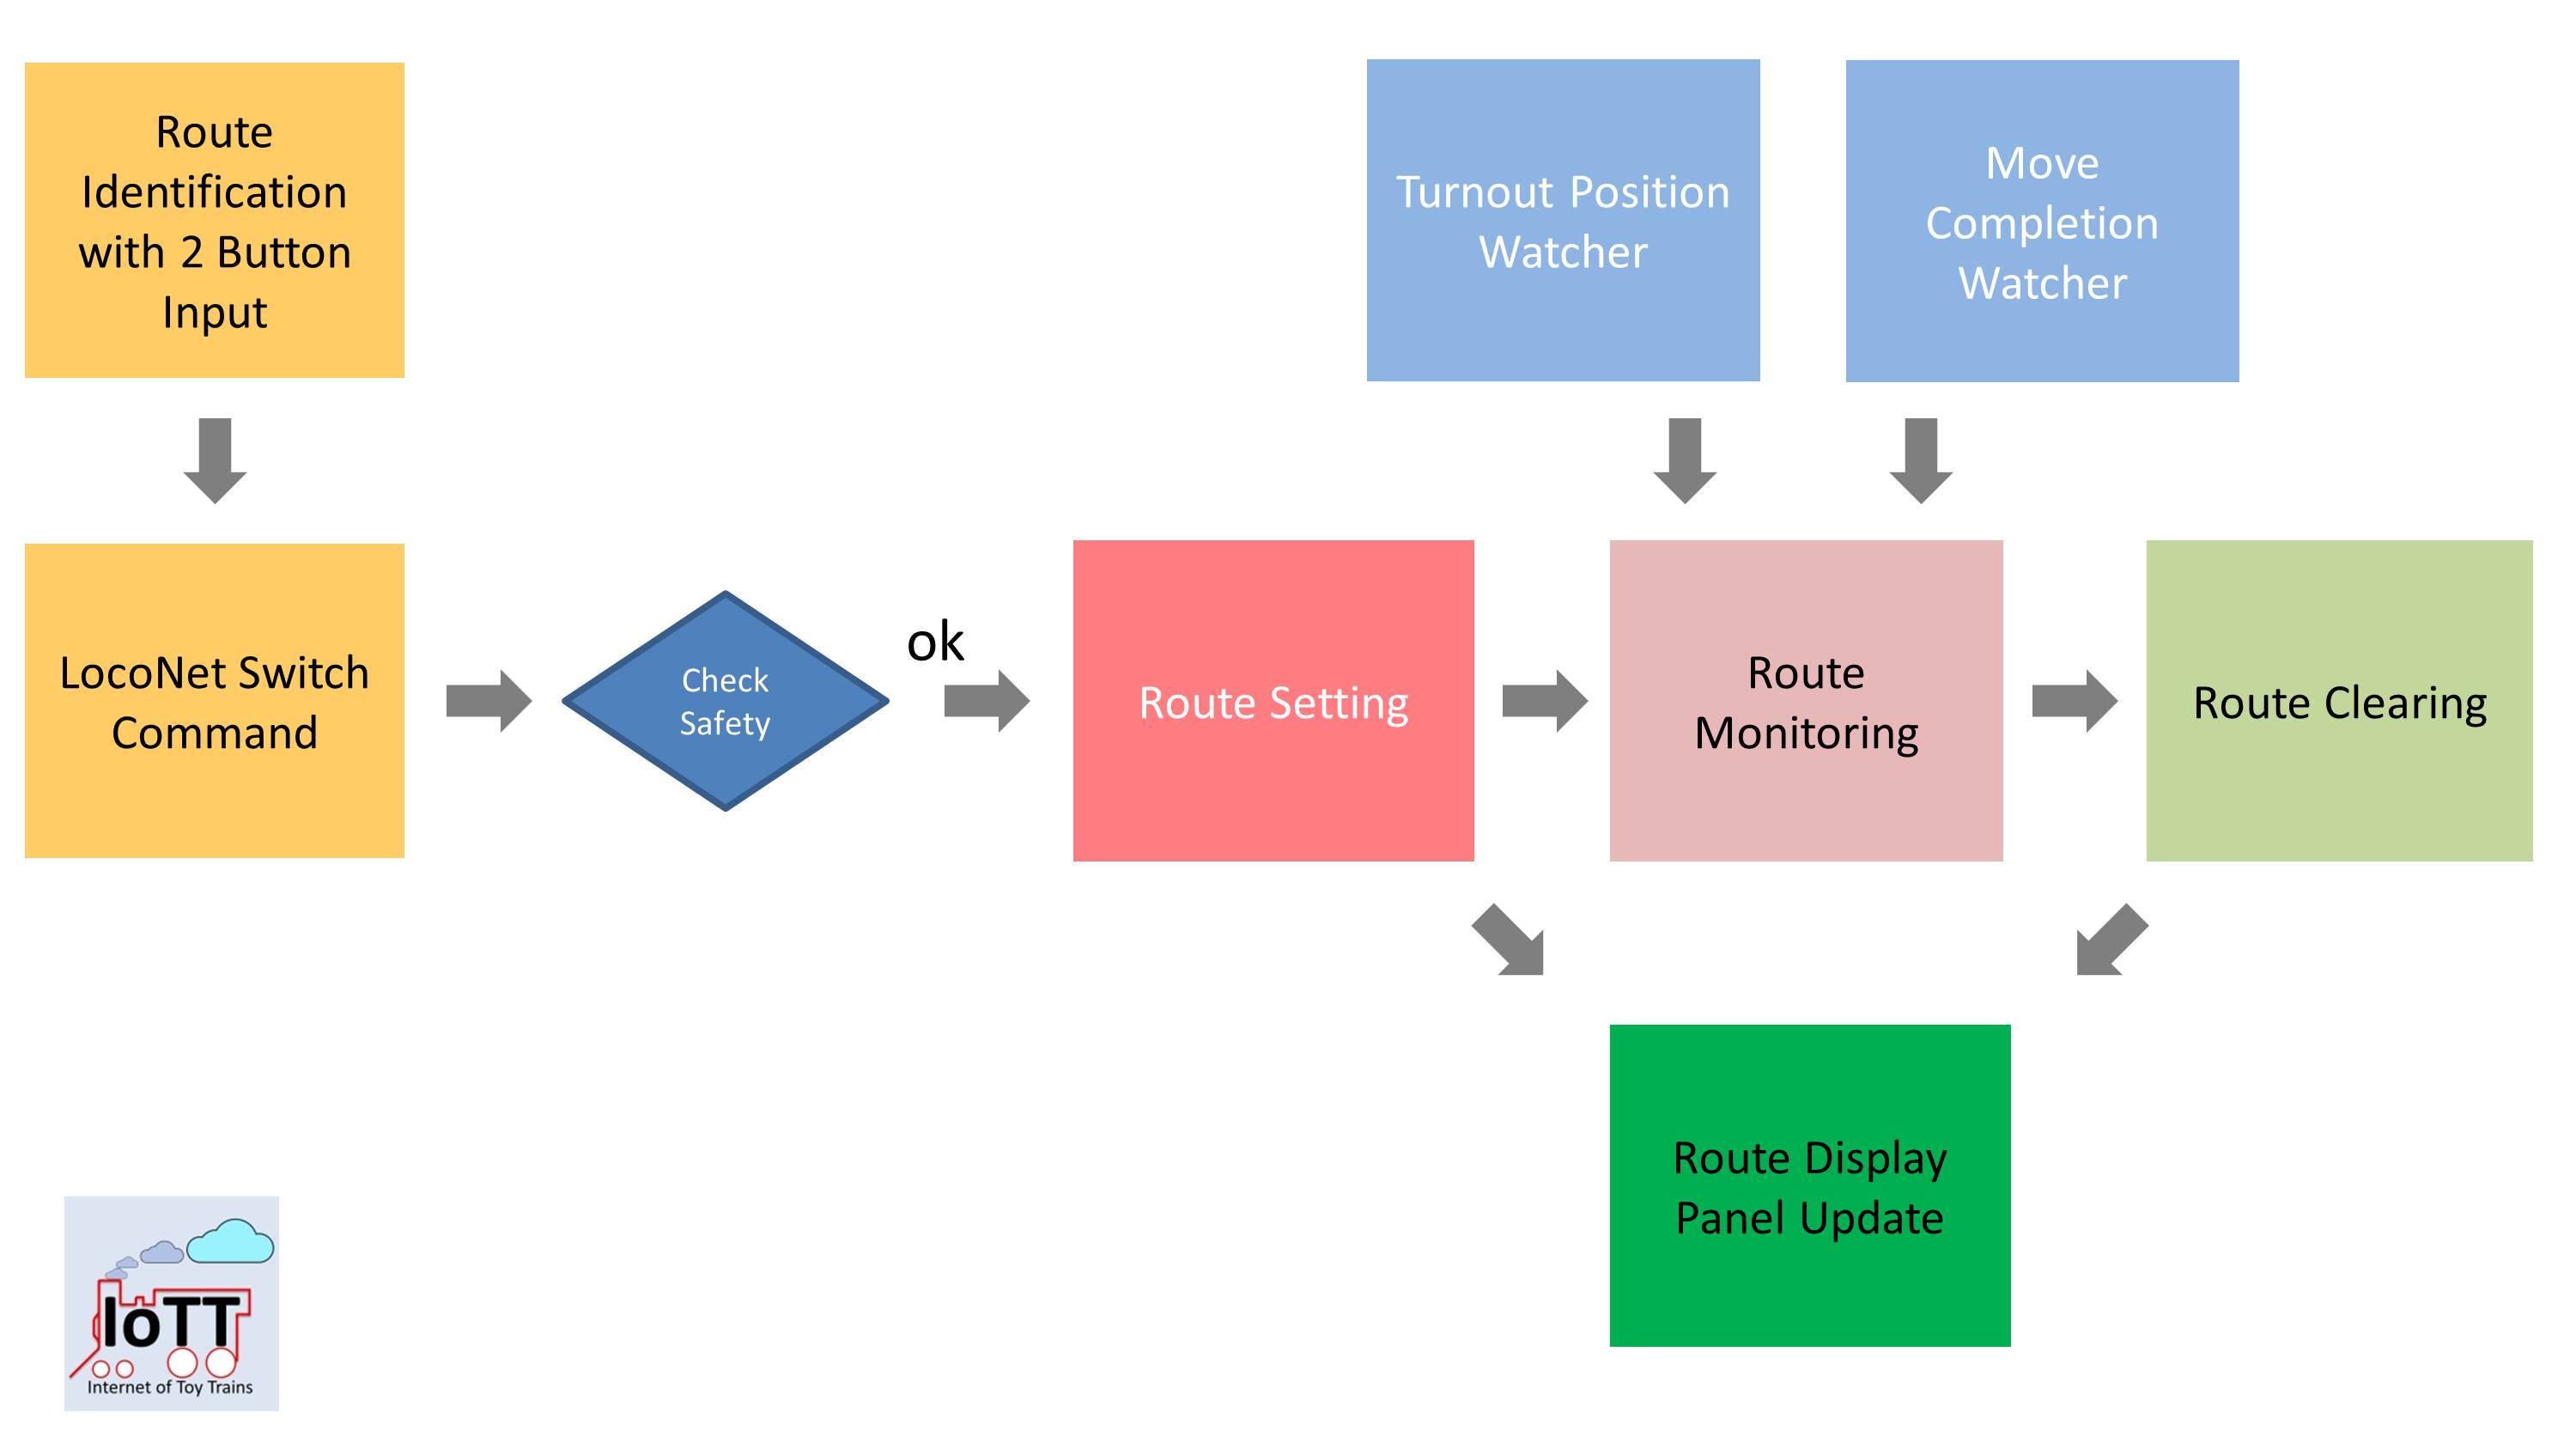 Route
Identification
with 2 Button
Input
Turnout Position
Watcher
Move
Completion
Watcher
LocoNet Switch
Command
Check
Safety
ok
Route Setting
Route
Monitoring
Route Clearing
Route Display
Panel Update
IoTT
Internet of Toy Trains